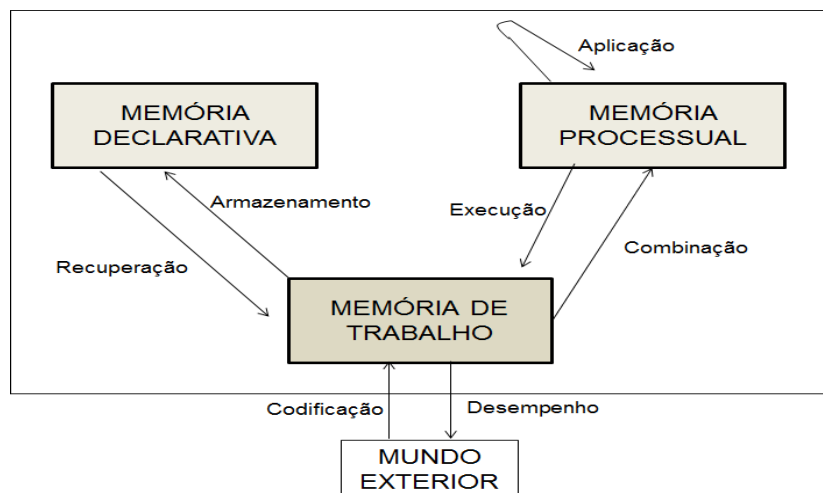 Aplicação
MEMÓRIA
DECLARATIVA
MEMÓRIA
PROCESSUAL
Armazenamento
Execução
Recuperação
Combinação
MEMÓRIA DE
TRABALHO
Codificação
Desempenho
MUNDO
EXTERIOR